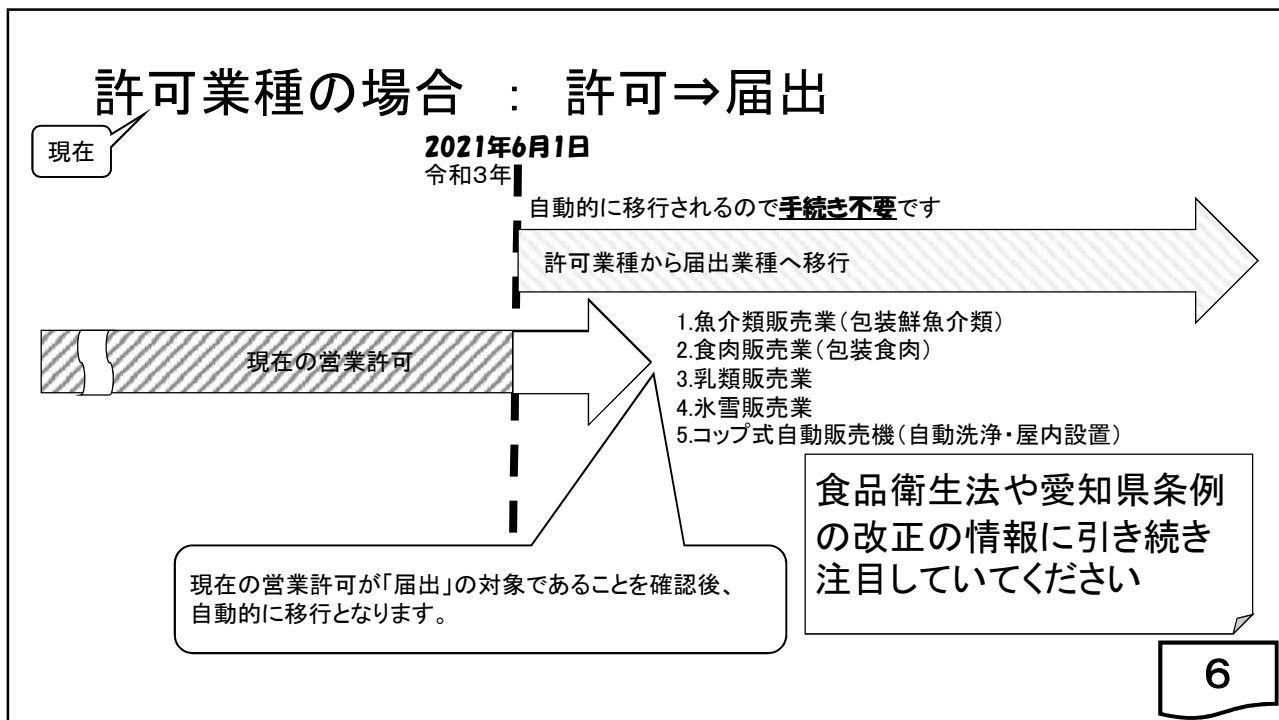 許可業種の場合 : 許可⇒届出
現在
2021年6月1日
令和3年
自動的に移行されるので手続き不要です
許可業種から届出業種へ移行
現在の営業許可
1.魚介類販売業(包装鮮魚介類)
2.食肉販売業(包装食肉)
3.乳類販売業
4.氷雪販売業
5.コップ式自動販売機(自動洗浄・屋内設置)
食品衛生法や愛知県条例
の改正の情報に引き続き
注目していてください
現在の営業許可が「届出」の対象であることを確認後、
自動的に移行となります。
6